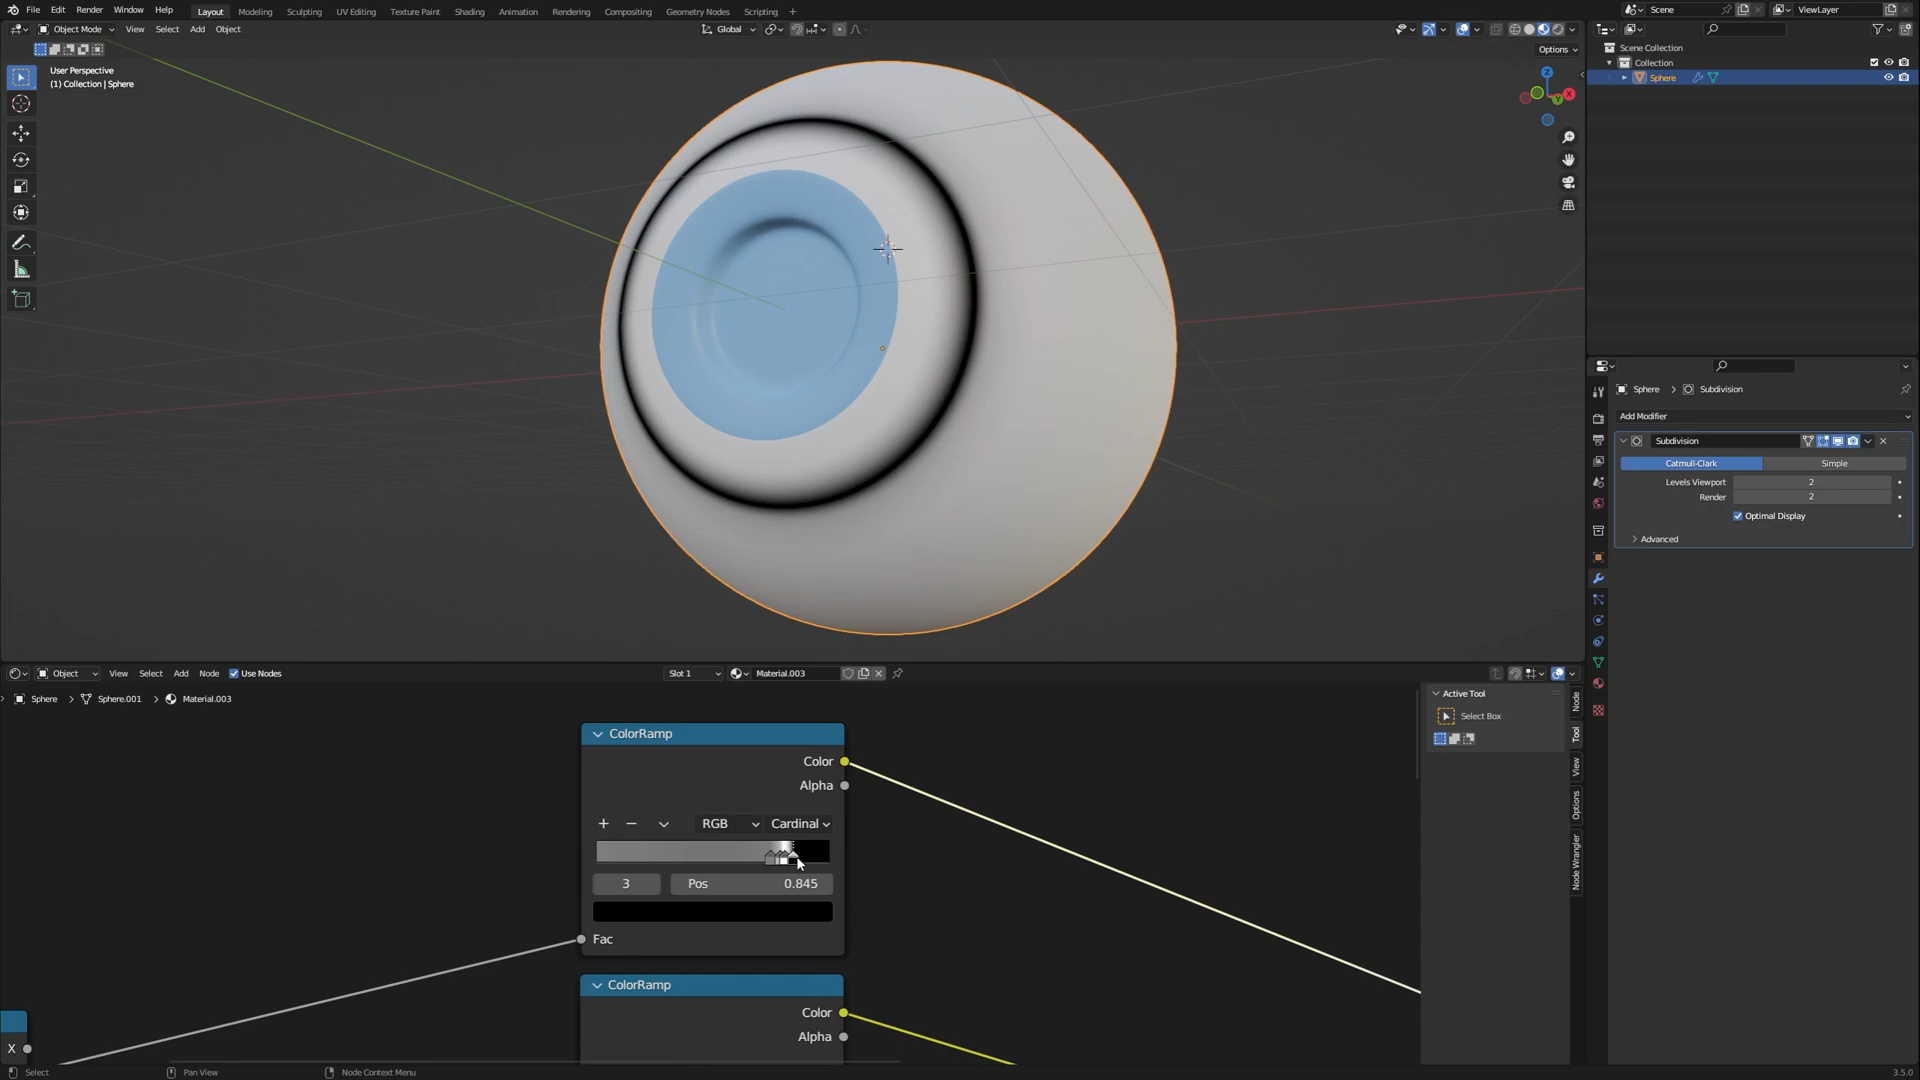 File Edit Render Window Help Layout Modeling Sculpting UV Editing Texture Paint Shading Animation Rendering Compositing Geometry Nodes Scripting + Scene ViewLayer
Object Mode View Select Add Object Global
Options
User Perspective
(1) Collection | Sphere
Z
X
Y
Scene Collection
Collection
Sphere
Sphere > Subdivision
Add Modifier
Subdivision
Catmull-Clark Simple
Levels Viewport 2
Render 2
Optimal Display
Advanced
Object View Select Add Node Use Nodes Slot 1 Material.003
Sphere > Sphere.001 > Material.003
Active Tool
Select Box
Node
Tool
View
Options
Node Wrangler
ColorRamp
Color
Alpha
+ − RGB Cardinal
3 Pos 0.845
Fac
ColorRamp
Color
Alpha
X
Select Pan View Node Context Menu 3.5.0